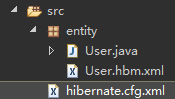 src
entity
User.java
User.hbm.xml
hibernate.cfg.xml